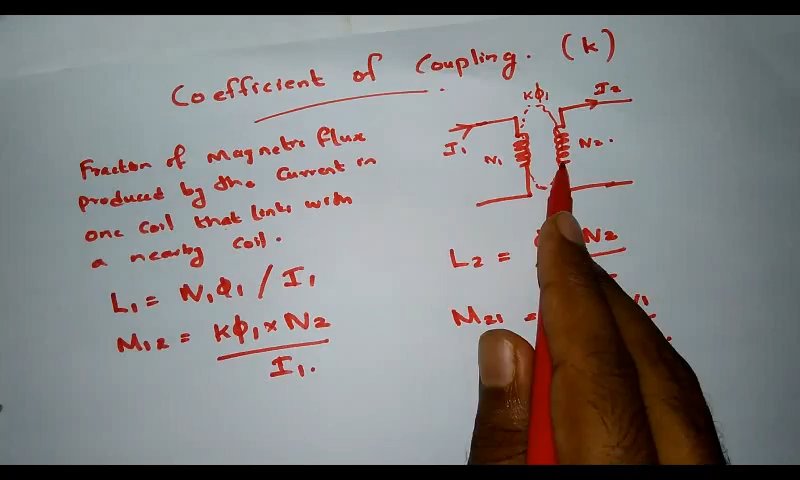 Coefficient of Coupling. (k)
Fraction of Magnetic flux
produced by the current in
one coil that links with
a nearby coil.
L1 = N1Φ1 / I1
M12 = kΦ1 × N2
I1.
kΦ1
I1
N1
I2
N2.
L2 =
N2
M21 =